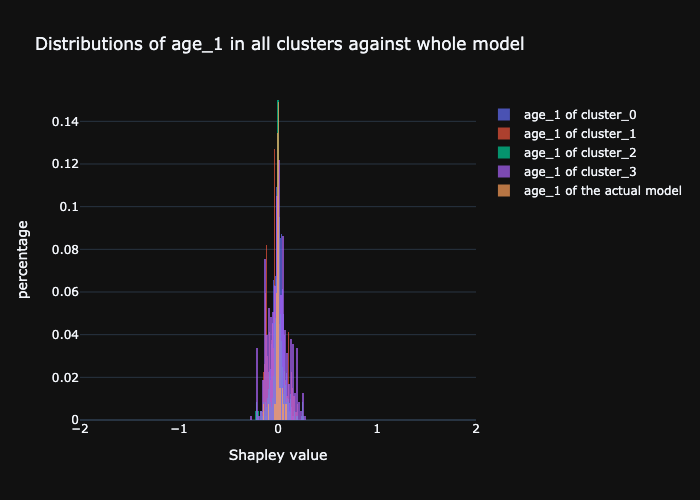 Distributions of age_1 in all clusters against whole model
percentage
0.14
0.12
0.1
0.08
0.06
0.04
0.02
0
−2
−1
0
1
2
Shapley value
age_1 of cluster_0
age_1 of cluster_1
age_1 of cluster_2
age_1 of cluster_3
age_1 of the actual model